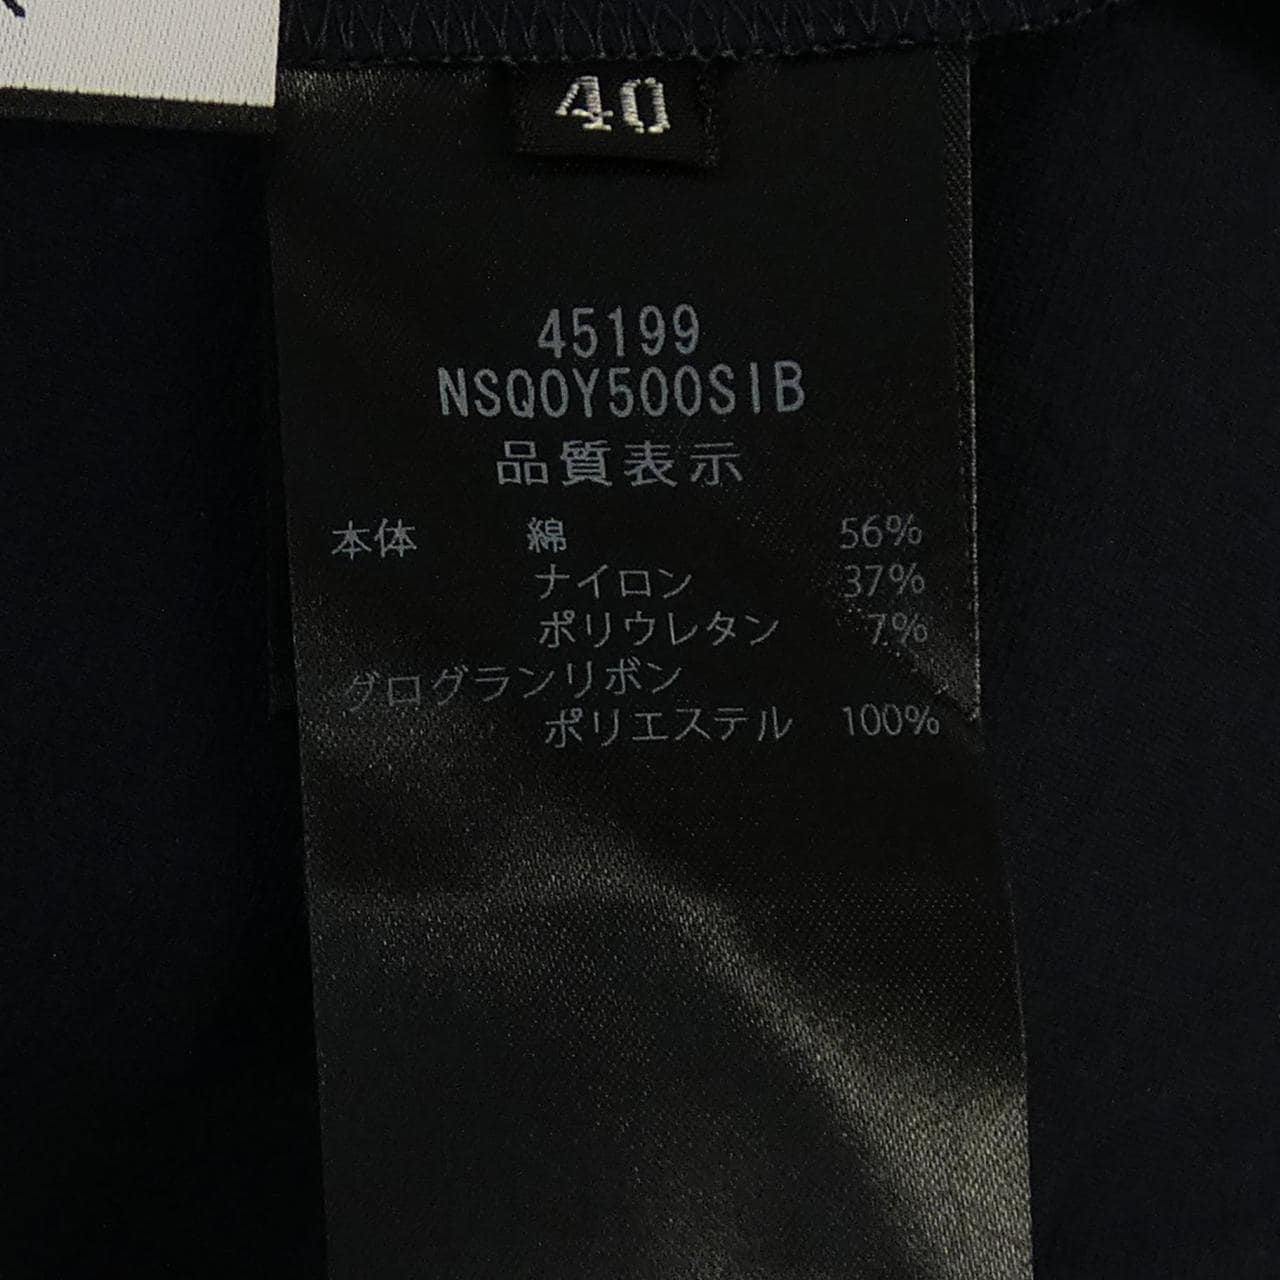 40
45199
NSQ0Y500SIB
品質表示
本体 綿 56%
ナイロン 37%
ポリウレタン 7%
グログランリボン
ポリエステル 100%